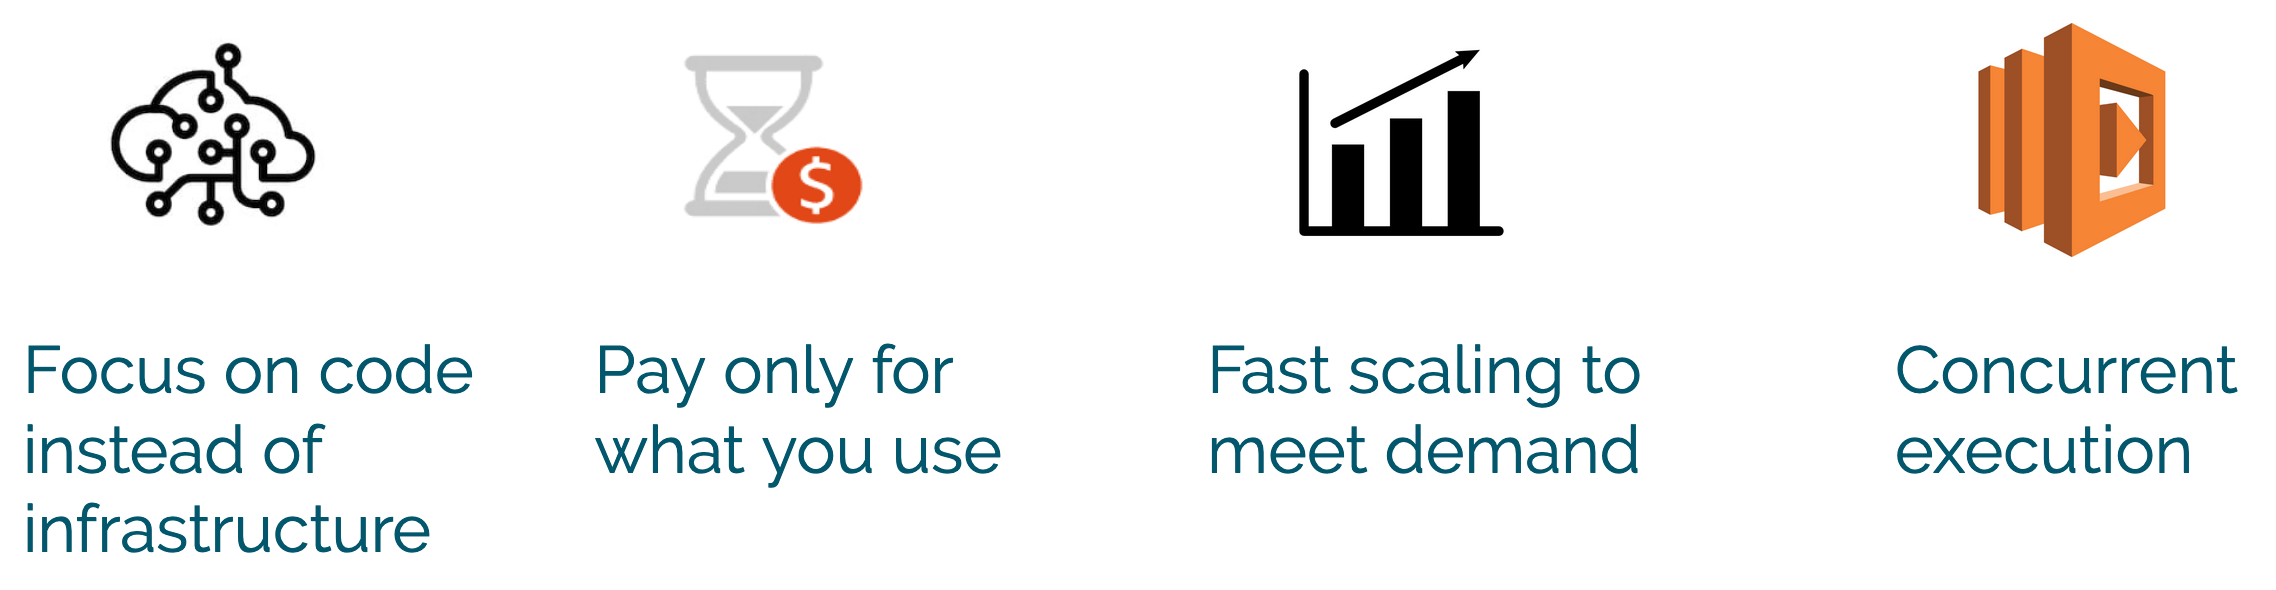 $
Focus on code
instead of
infrastructure
Pay only for
what you use
Fast scaling to
meet demand
Concurrent
execution